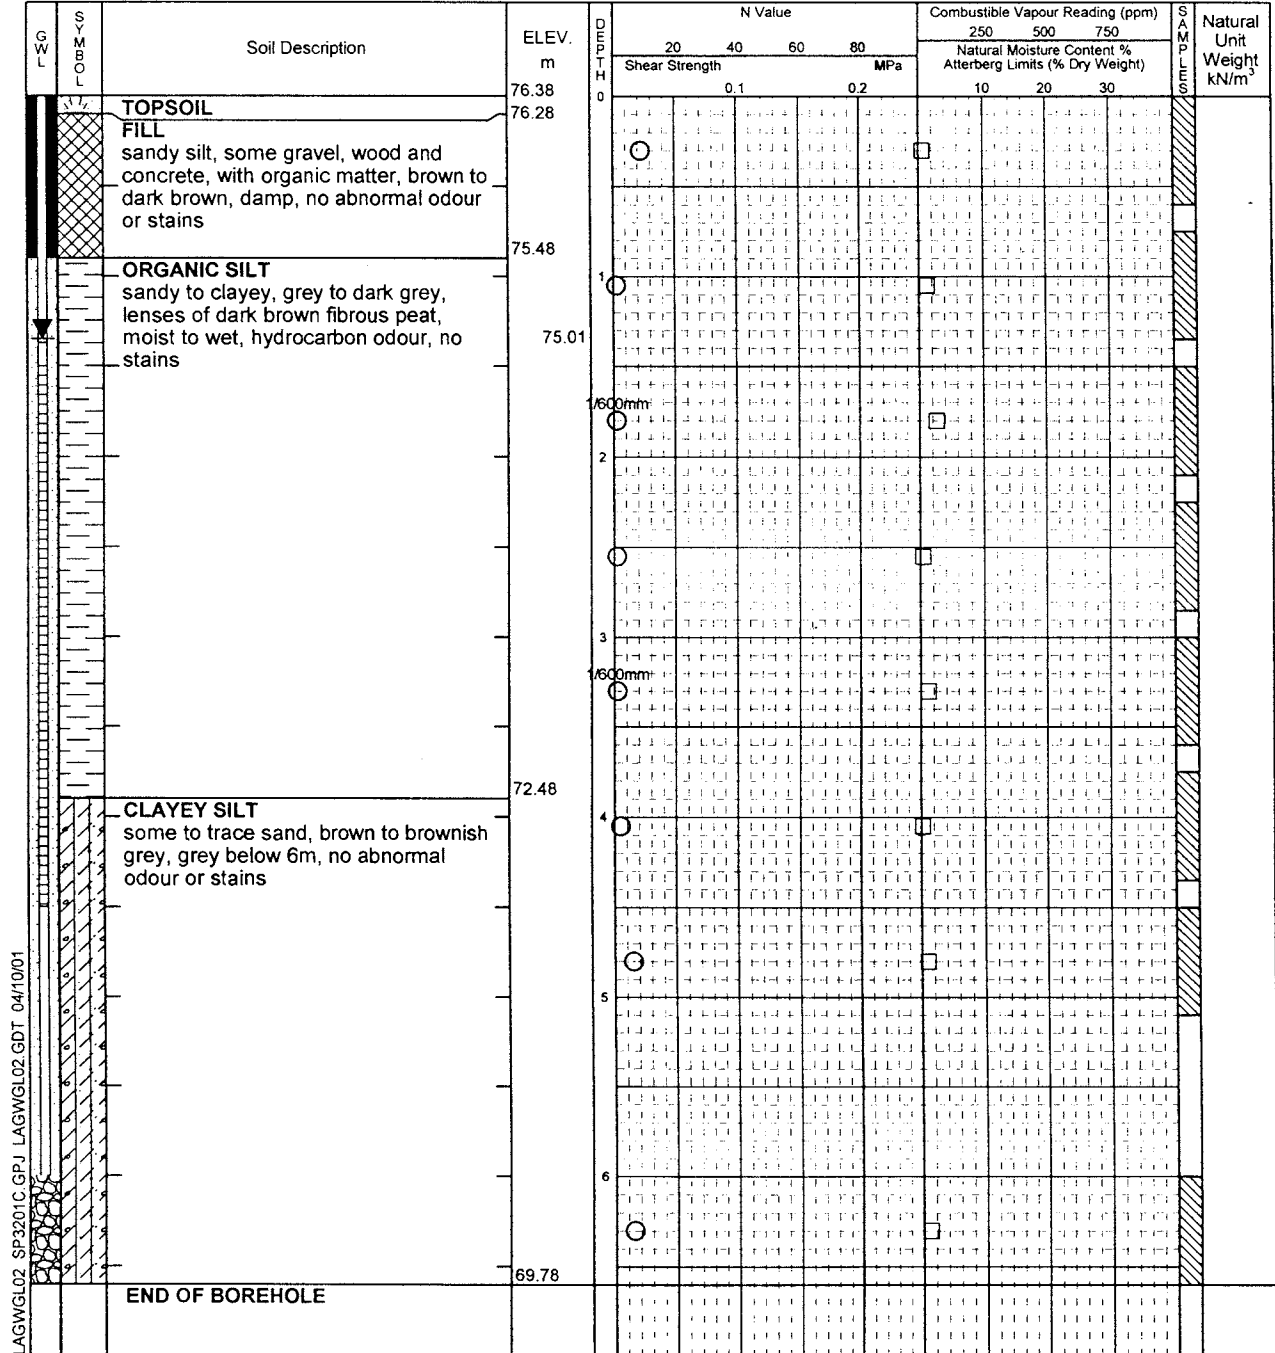 GWL
SYMBOL
Soil Description
ELEV.
m
DEPTH
N Value
20 40 60 80
Shear Strength MPa
0.1 0.2
Combustible Vapour Reading (ppm)
250 500 750
Natural Moisture Content %
Atterberg Limits (% Dry Weight)
10 20 30
SAMPLES
Natural
Unit
Weight
kN/m³
76.38
0
TOPSOIL
76.28
FILL
sandy silt, some gravel, wood and
concrete, with organic matter, brown to
dark brown, damp, no abnormal odour
or stains
75.48
ORGANIC SILT
1
sandy to clayey, grey to dark grey,
lenses of dark brown fibrous peat,
moist to wet, hydrocarbon odour, no
75.01
stains
1/600mm
2
3
1/600mm
72.48
CLAYEY SILT
4
some to trace sand, brown to brownish
grey, grey below 6m, no abnormal
odour or stains
5
6
69.78
END OF BOREHOLE
LAGWGL02 SP3201C.GPJ LAGWGL02.GDT 04/10/01